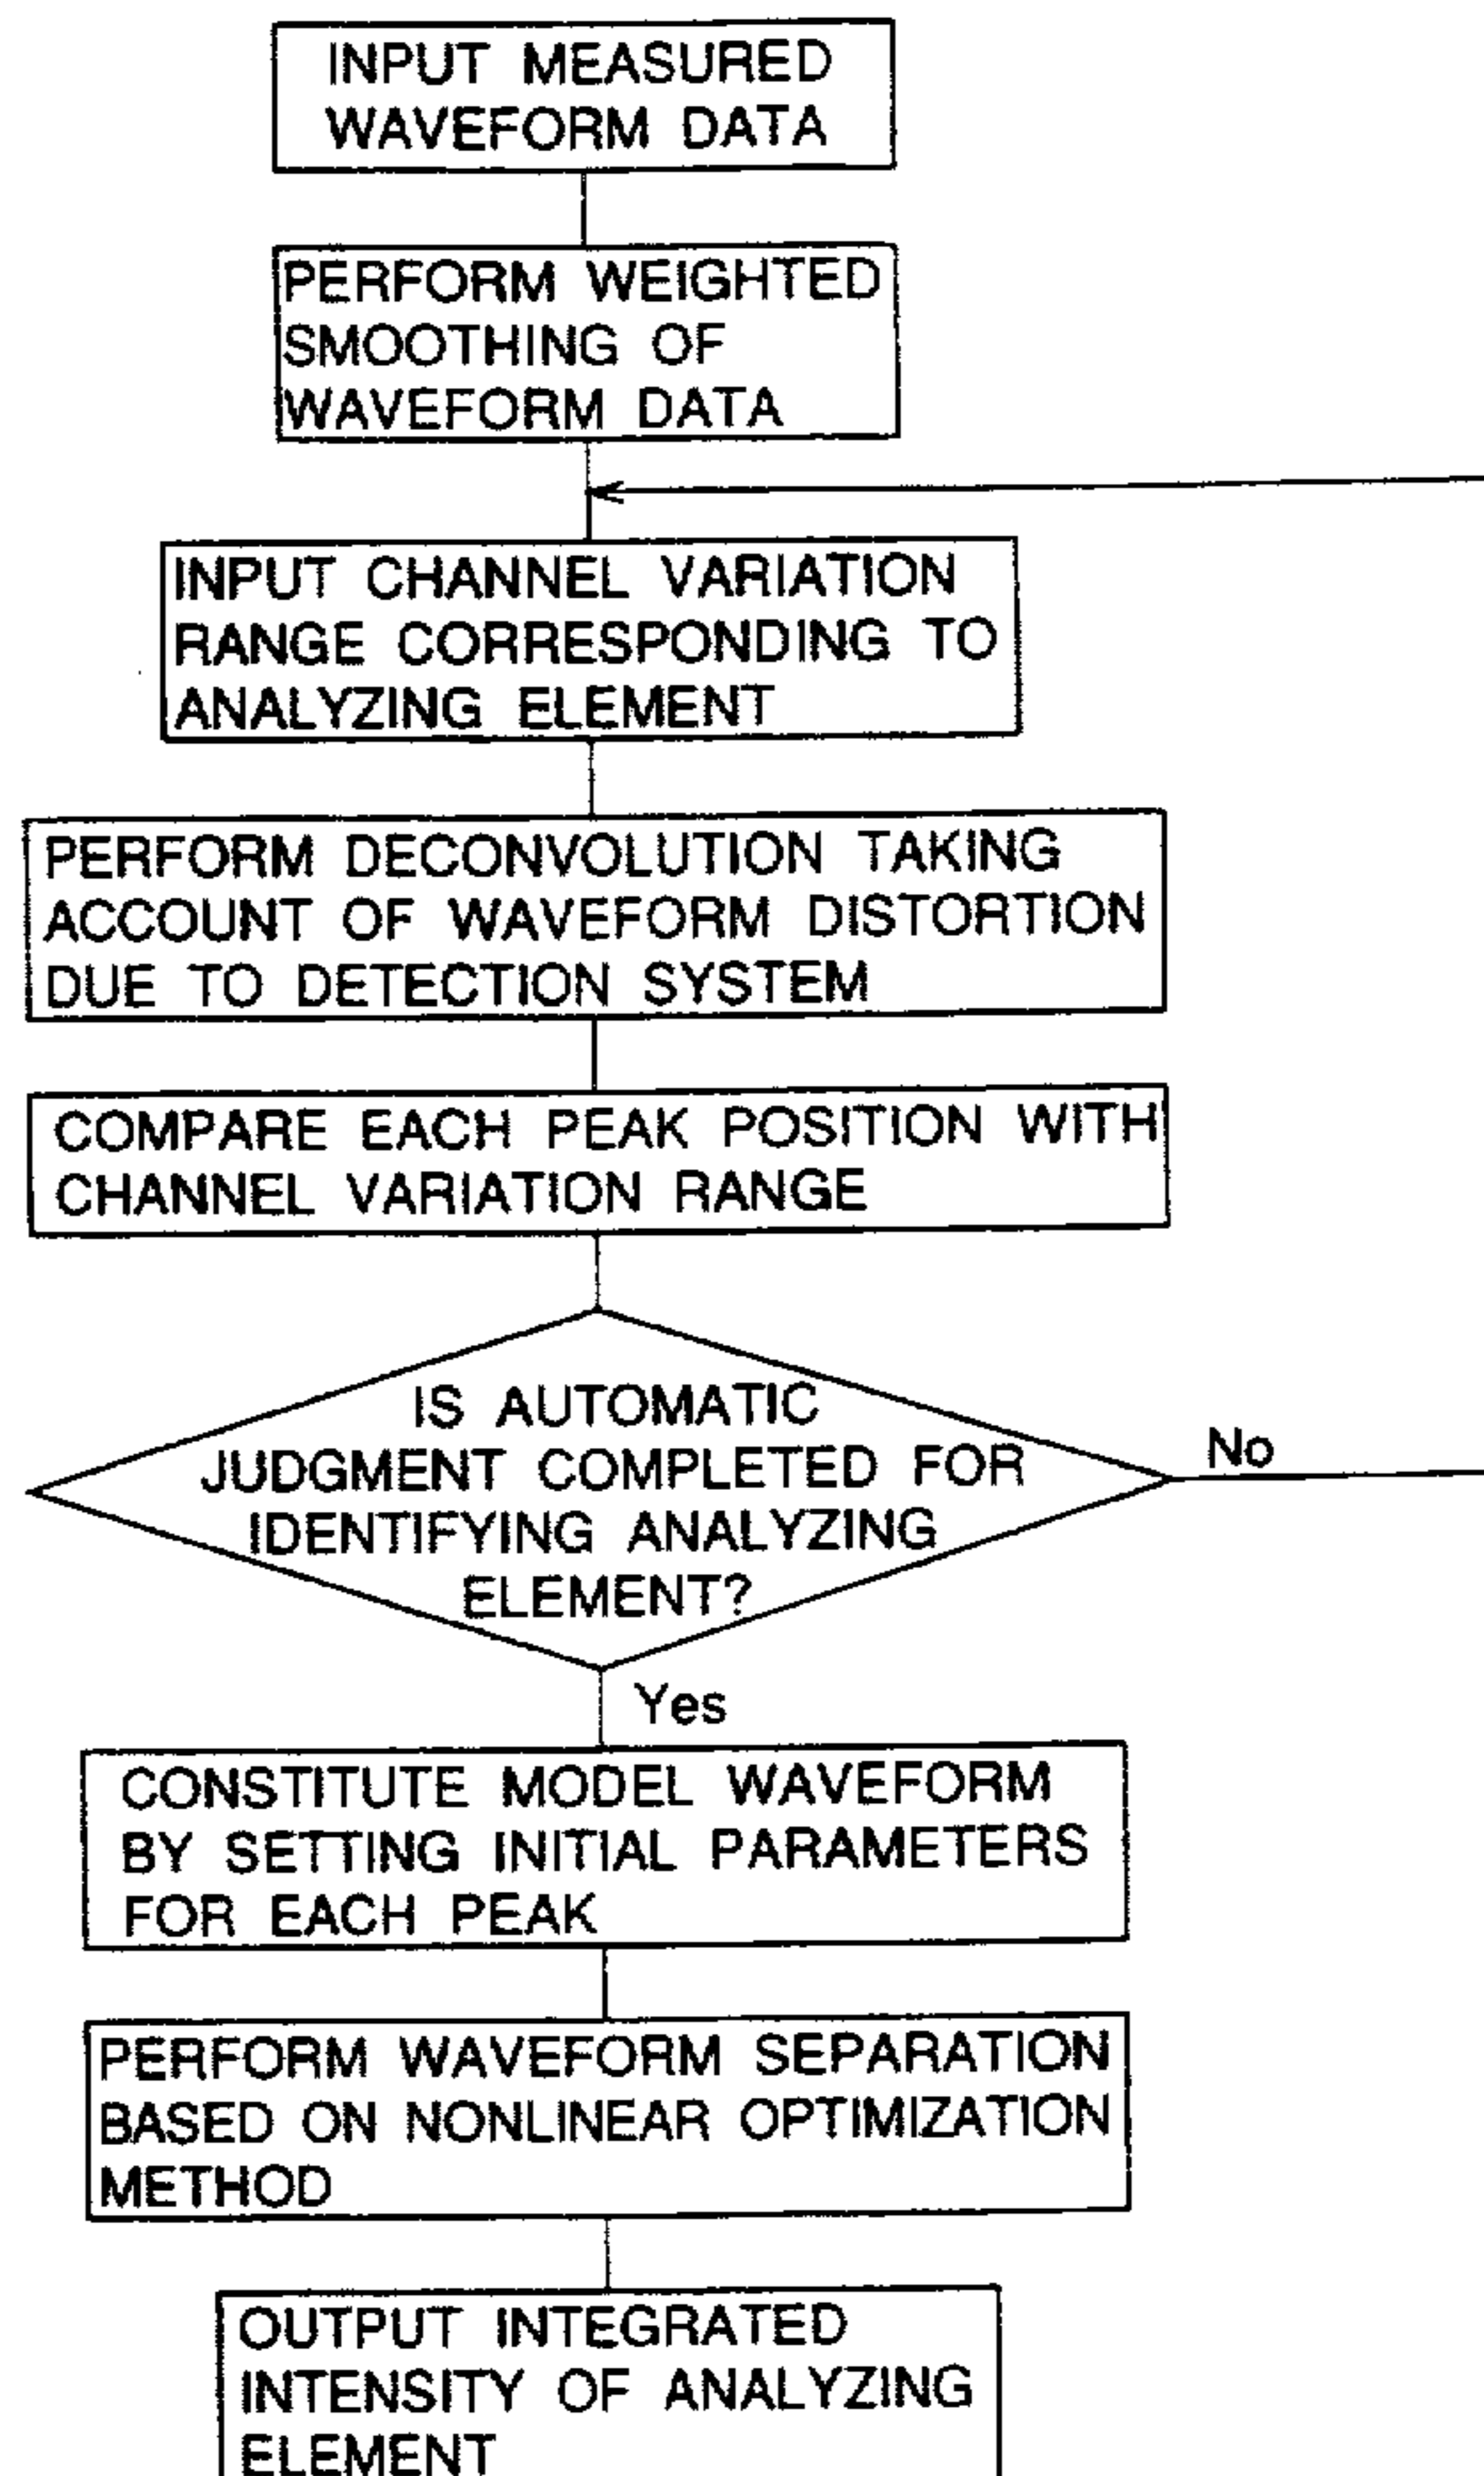 INPUT MEASURED
WAVEFORM DATA
PERFORM WEIGHTED
SMOOTHING OF
WAVEFORM DATA
INPUT CHANNEL VARIATION
RANGE CORRESPONDING TO
ANALYZING ELEMENT
PERFORM DECONVOLUTION TAKING
ACCOUNT OF WAVEFORM DISTORTION
DUE TO DETECTION SYSTEM
COMPARE EACH PEAK POSITION WITH
CHANNEL VARIATION RANGE
IS AUTOMATIC
JUDGMENT COMPLETED FOR
IDENTIFYING ANALYZING
ELEMENT?
No
Yes
CONSTITUTE MODEL WAVEFORM
BY SETTING INITIAL PARAMETERS
FOR EACH PEAK
PERFORM WAVEFORM SEPARATION
BASED ON NONLINEAR OPTIMIZATION
METHOD
OUTPUT INTEGRATED
INTENSITY OF ANALYZING
ELEMENT